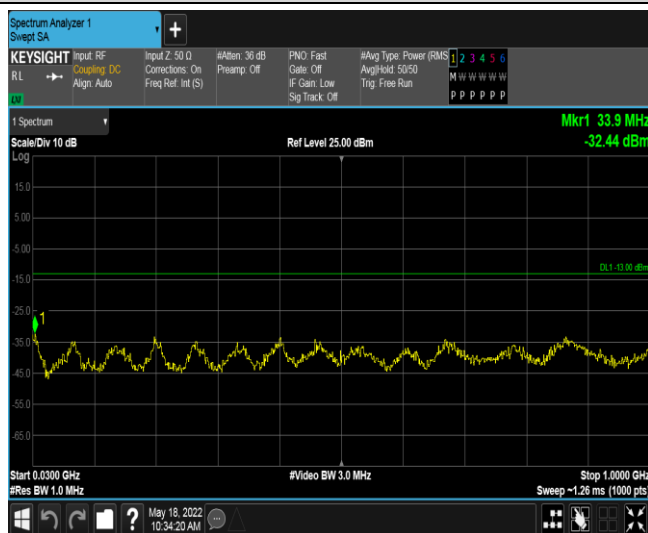 Spectrum Analyzer 1
Swept SA
+
KEYSIGHT Input: RF Input Z: 50 Ω #Atten: 36 dB PNO: Fast #Avg Type: Power (RMS 1 2 3 4 5 6
RL Coupling: DC Corrections: On Preamp: Off Gate: Off Avg|Hold: 50/50 M W W W W W
Align: Auto Freq Ref: Int (S) IF Gain: Low Trig: Free Run
Sig Track: Off P P P P P P
1 Spectrum Mkr1 33.9 MHz
Scale/Div 10 dB Ref Level 25.00 dBm -32.44 dBm
Log
15.0
5.00
-5.00
DL1 -13.00 dBm
-15.0
-25.0
1
-35.0
-45.0
-55.0
-65.0
Start 0.0300 GHz #Video BW 3.0 MHz Stop 1.0000 GHz
#Res BW 1.0 MHz Sweep ~1.26 ms (1000 pts)
? May 18, 2022
10:34:20 AM